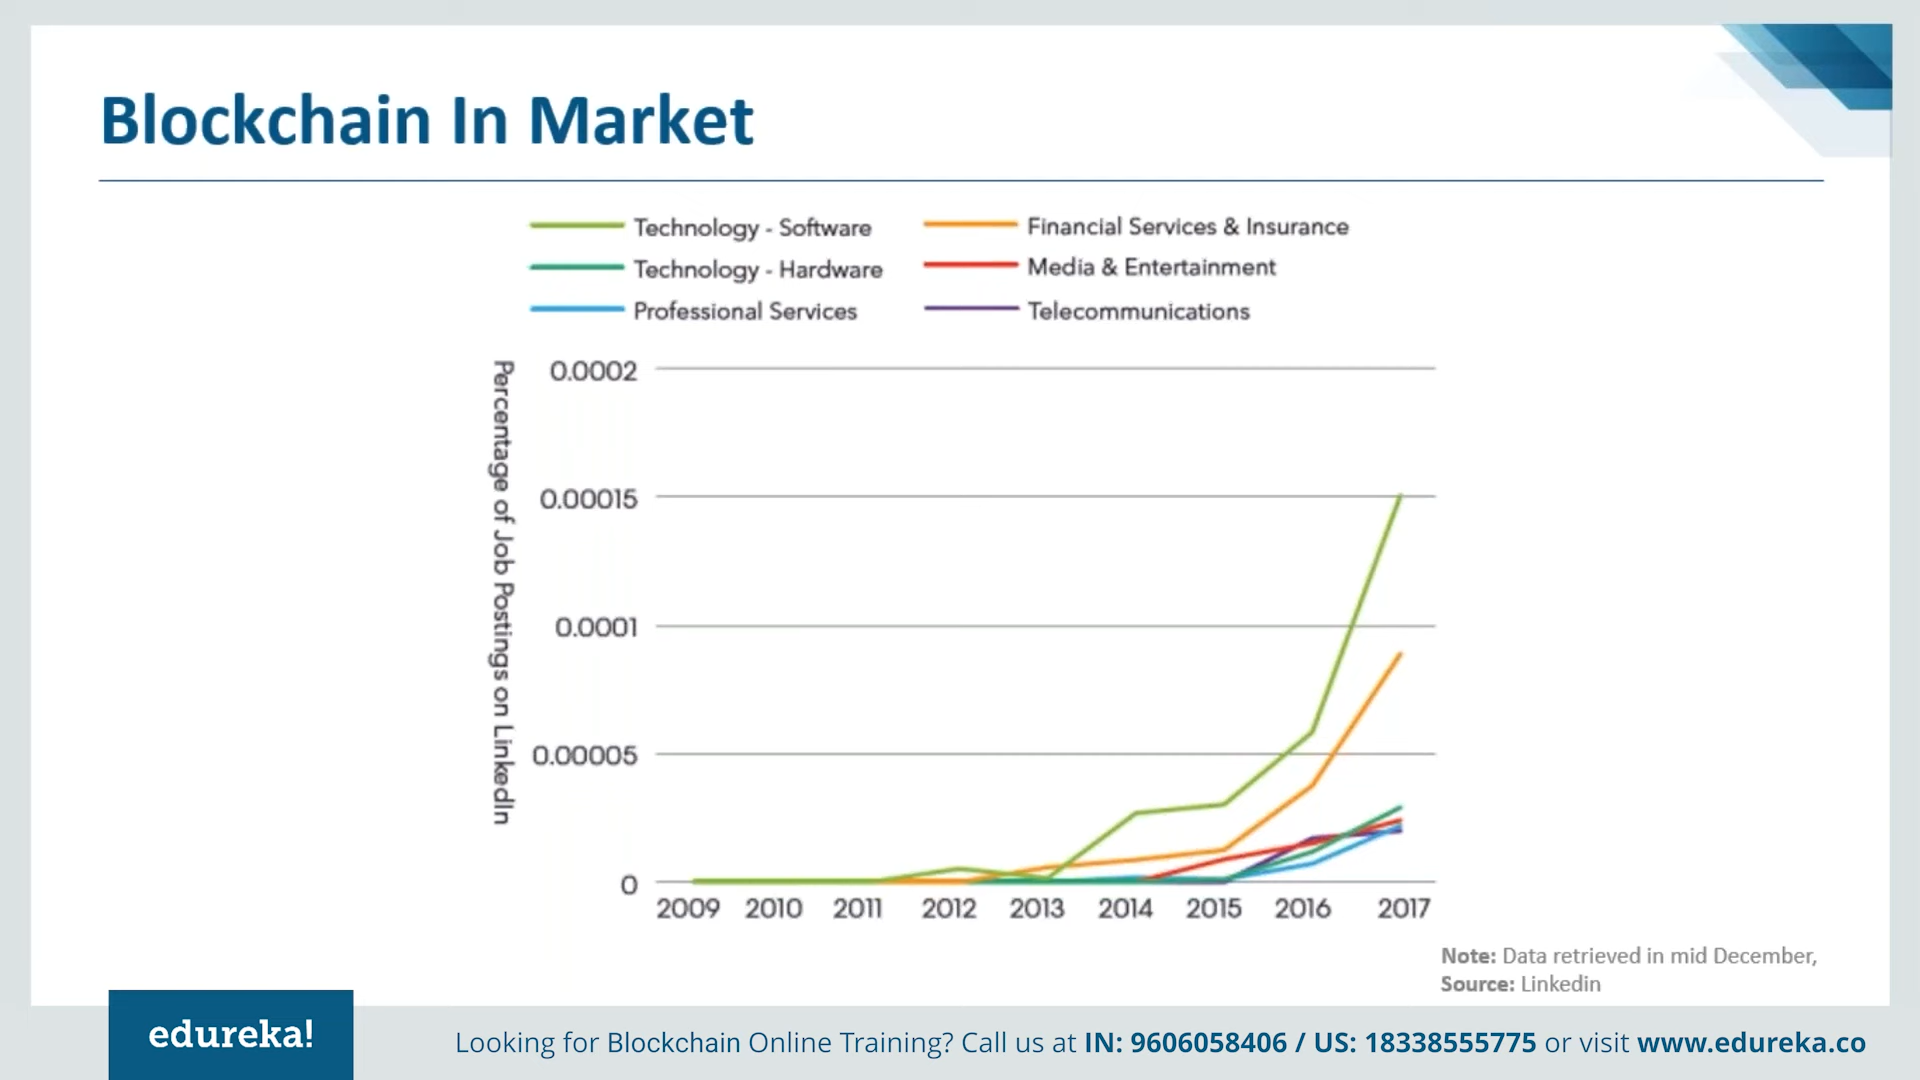 Blockchain In Market
Technology - Software
Financial Services & Insurance
Technology - Hardware
Media & Entertainment
Professional Services
Telecommunications
Percentage of Job Postings on LinkedIn
0.0002
0.00015
0.0001
0.00005
0
2009 2010 2011 2012 2013 2014 2015 2016 2017
Note: Data retrieved in mid December,
Source: Linkedin
edureka!
Looking for Blockchain Online Training? Call us at IN: 9606058406 / US: 18338555775 or visit www.edureka.co